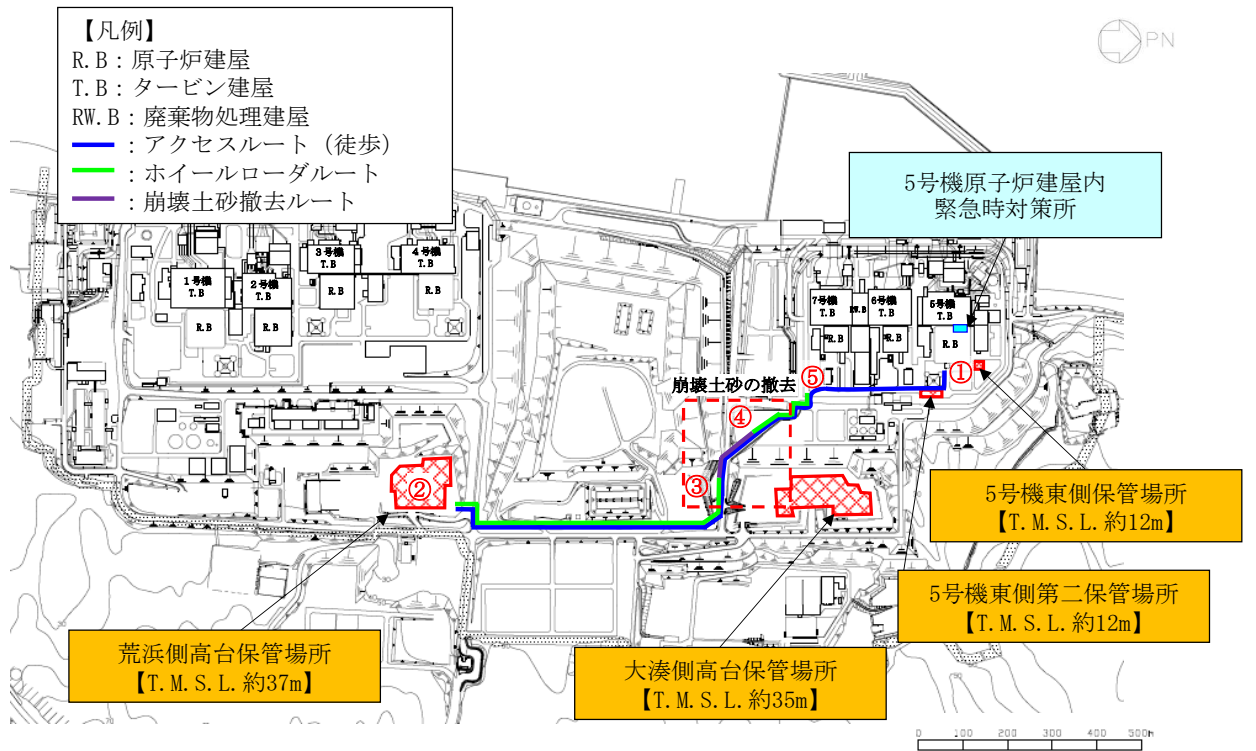 【凡例】
R.B：原子炉建屋
T.B：タービン建屋
RW.B：廃棄物処理建屋
：アクセスルート（徒歩）
：ホイールローダルート
：崩壊土砂撤去ルート
PN
5号機原子炉建屋内
緊急時対策所
1号機
T.B
R.B
2号機
T.B
R.B
3号機
T.B
R.B
4号機
T.B
R.B
7号機
T.B
R.B
RW.B
6号機
T.B
R.B
5号機
T.B
R.B
崩壊土砂の撤去
⑤
①
④
③
②
5号機東側保管場所
【T.M.S.L.約12m】
5号機東側第二保管場所
【T.M.S.L.約12m】
荒浜側高台保管場所
【T.M.S.L.約37m】
大湊側高台保管場所
【T.M.S.L.約35m】
0 100 200 300 400 500m